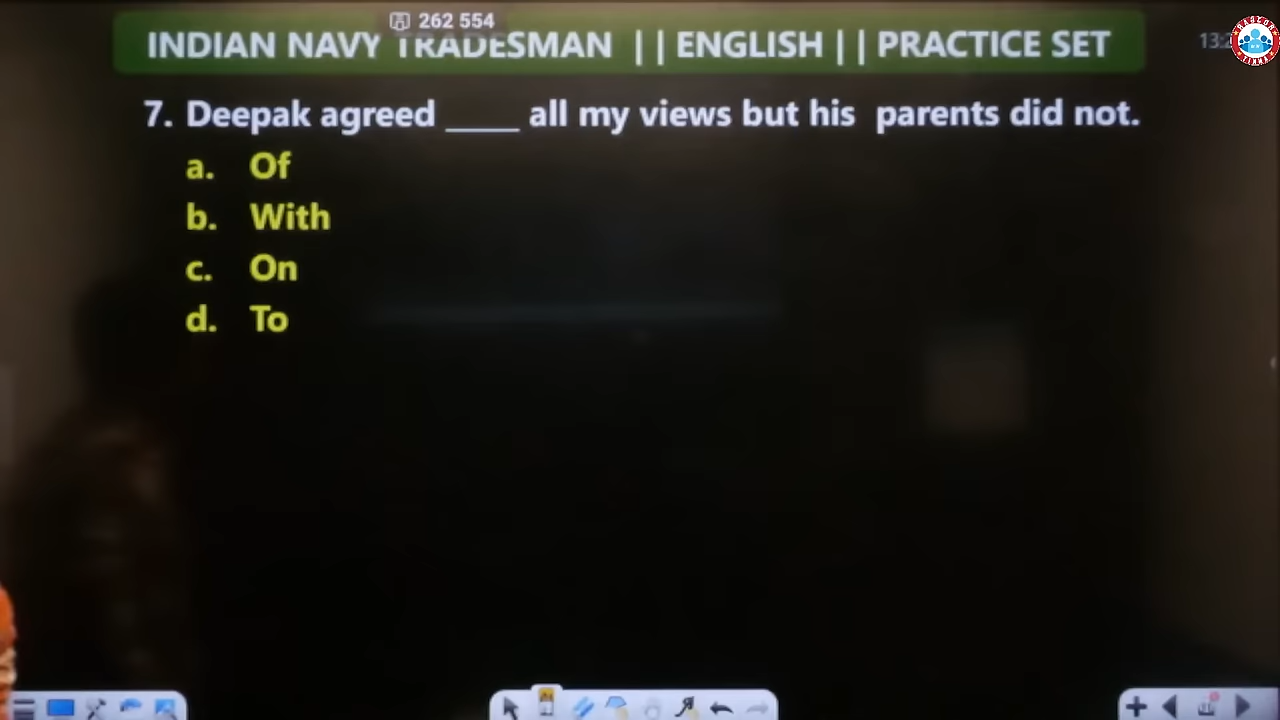 262 554
INDIAN NAVY TRADESMAN || ENGLISH || PRACTICE SET
7. Deepak agreed ____ all my views but his parents did not.
a. Of
b. With
c. On
d. To